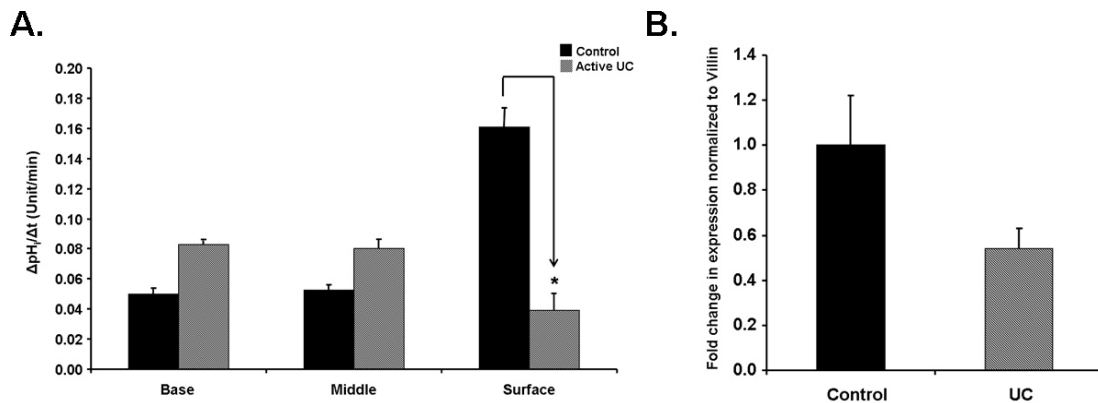 A.
Control
Active UC
ΔpHi/Δt (Unit/min)
0.20
0.18
0.16
0.14
0.12
0.10
0.08
0.06
0.04
0.02
0.00
*
Base
Middle
Surface
B.
Fold change in expression normalized to Villin
1.4
1.2
1.0
0.8
0.6
0.4
0.2
0.0
Control
UC